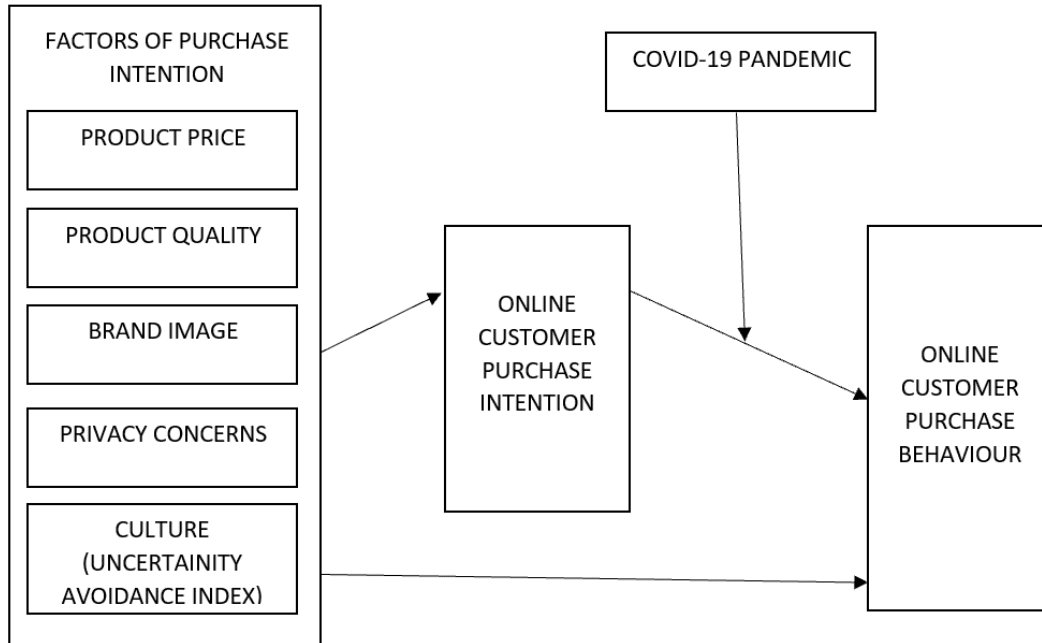 FACTORS OF PURCHASE
INTENTION
PRODUCT PRICE
PRODUCT QUALITY
BRAND IMAGE
PRIVACY CONCERNS
CULTURE
(UNCERTAINITY
AVOIDANCE INDEX)
ONLINE
CUSTOMER
PURCHASE
INTENTION
COVID-19 PANDEMIC
ONLINE
CUSTOMER
PURCHASE
BEHAVIOUR